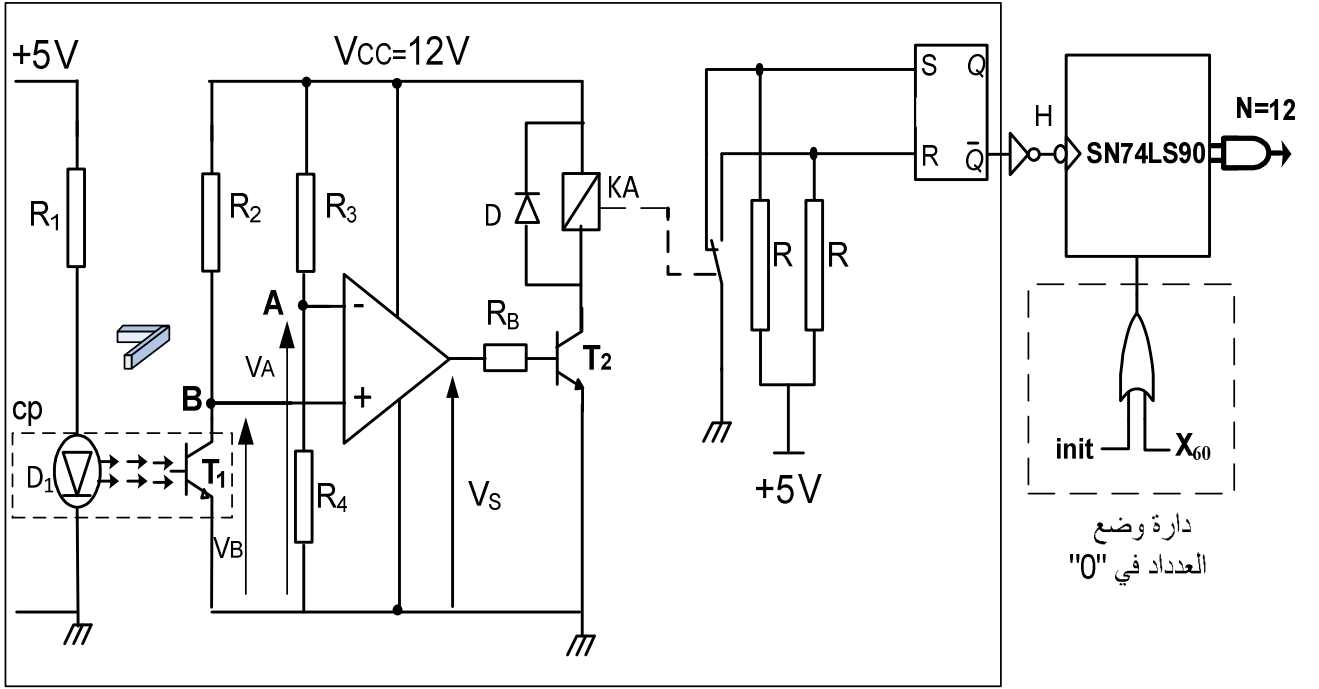 +5V
VCC=12V
R1
R2
R3
D
KA
S
Q
R
Q̅
H
SN74LS90
N=12
A
-
RB
T2
R
R
B
VA
+
cp
D1
T1
R4
VS
VB
+5V
init
X60
دارة وضع
العدداد في "0"